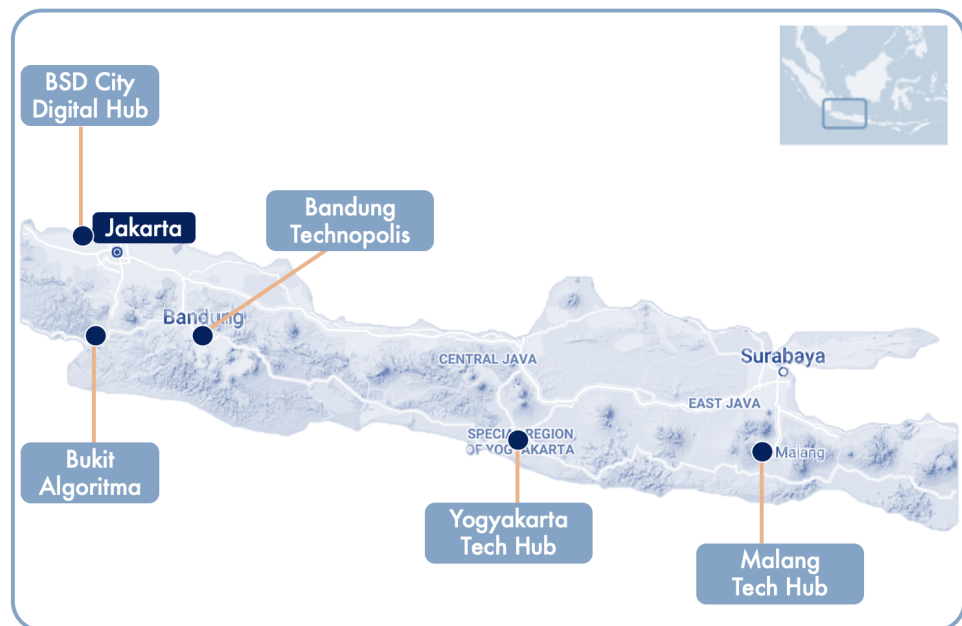 BSD City
Digital Hub
Jakarta
Bandung
Technopolis
Bandung
CENTRAL JAVA
Surabaya
EAST JAVA
SPECIAL REGION
OF YOGYAKARTA
Malang
Bukit
Algoritma
Yogyakarta
Tech Hub
Malang
Tech Hub